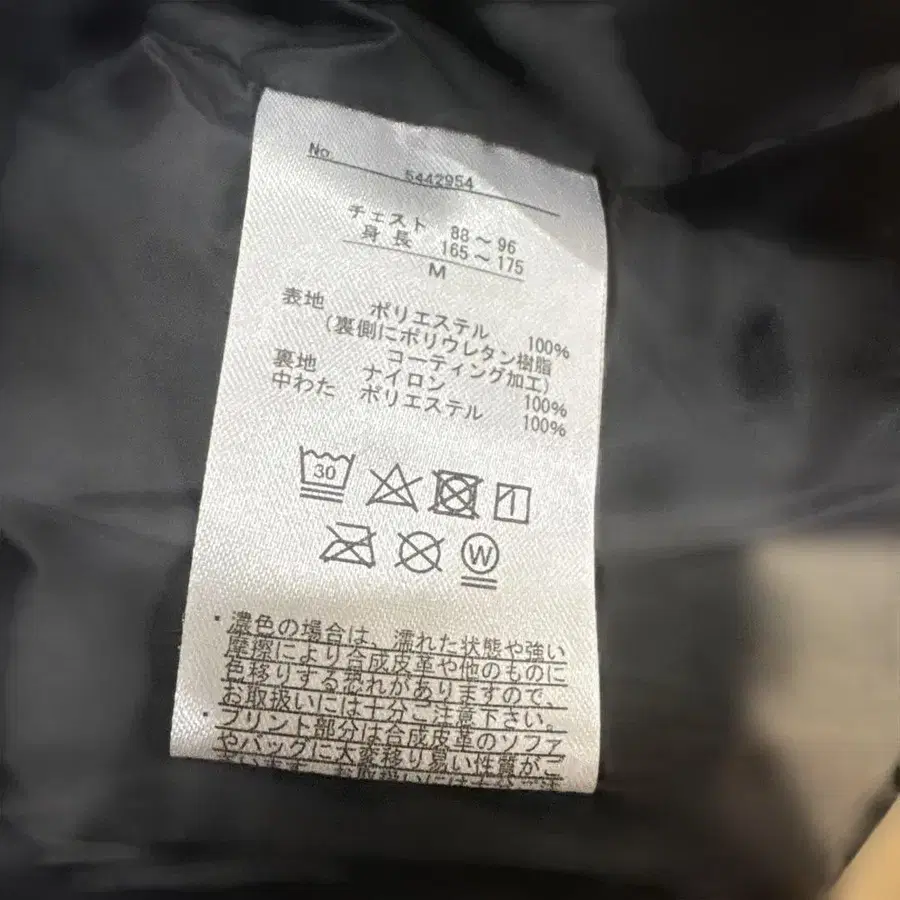 No. 5442954
チェスト 88～96
身長 165～175
M
表地 ポリエステル 100%
(裏側にポリウレタン樹脂
コーティング加工)
裏地 ナイロン 100%
中わた ポリエステル 100%
30
W
・濃色の場合は、濡れた状態や強い
摩擦により合成皮革や他のものに
色移りする恐れがありますので、
お取扱いには十分ご注意下さい。
・プリント部分は合成皮革のソファ
やバッグに大変移り易い性質がご